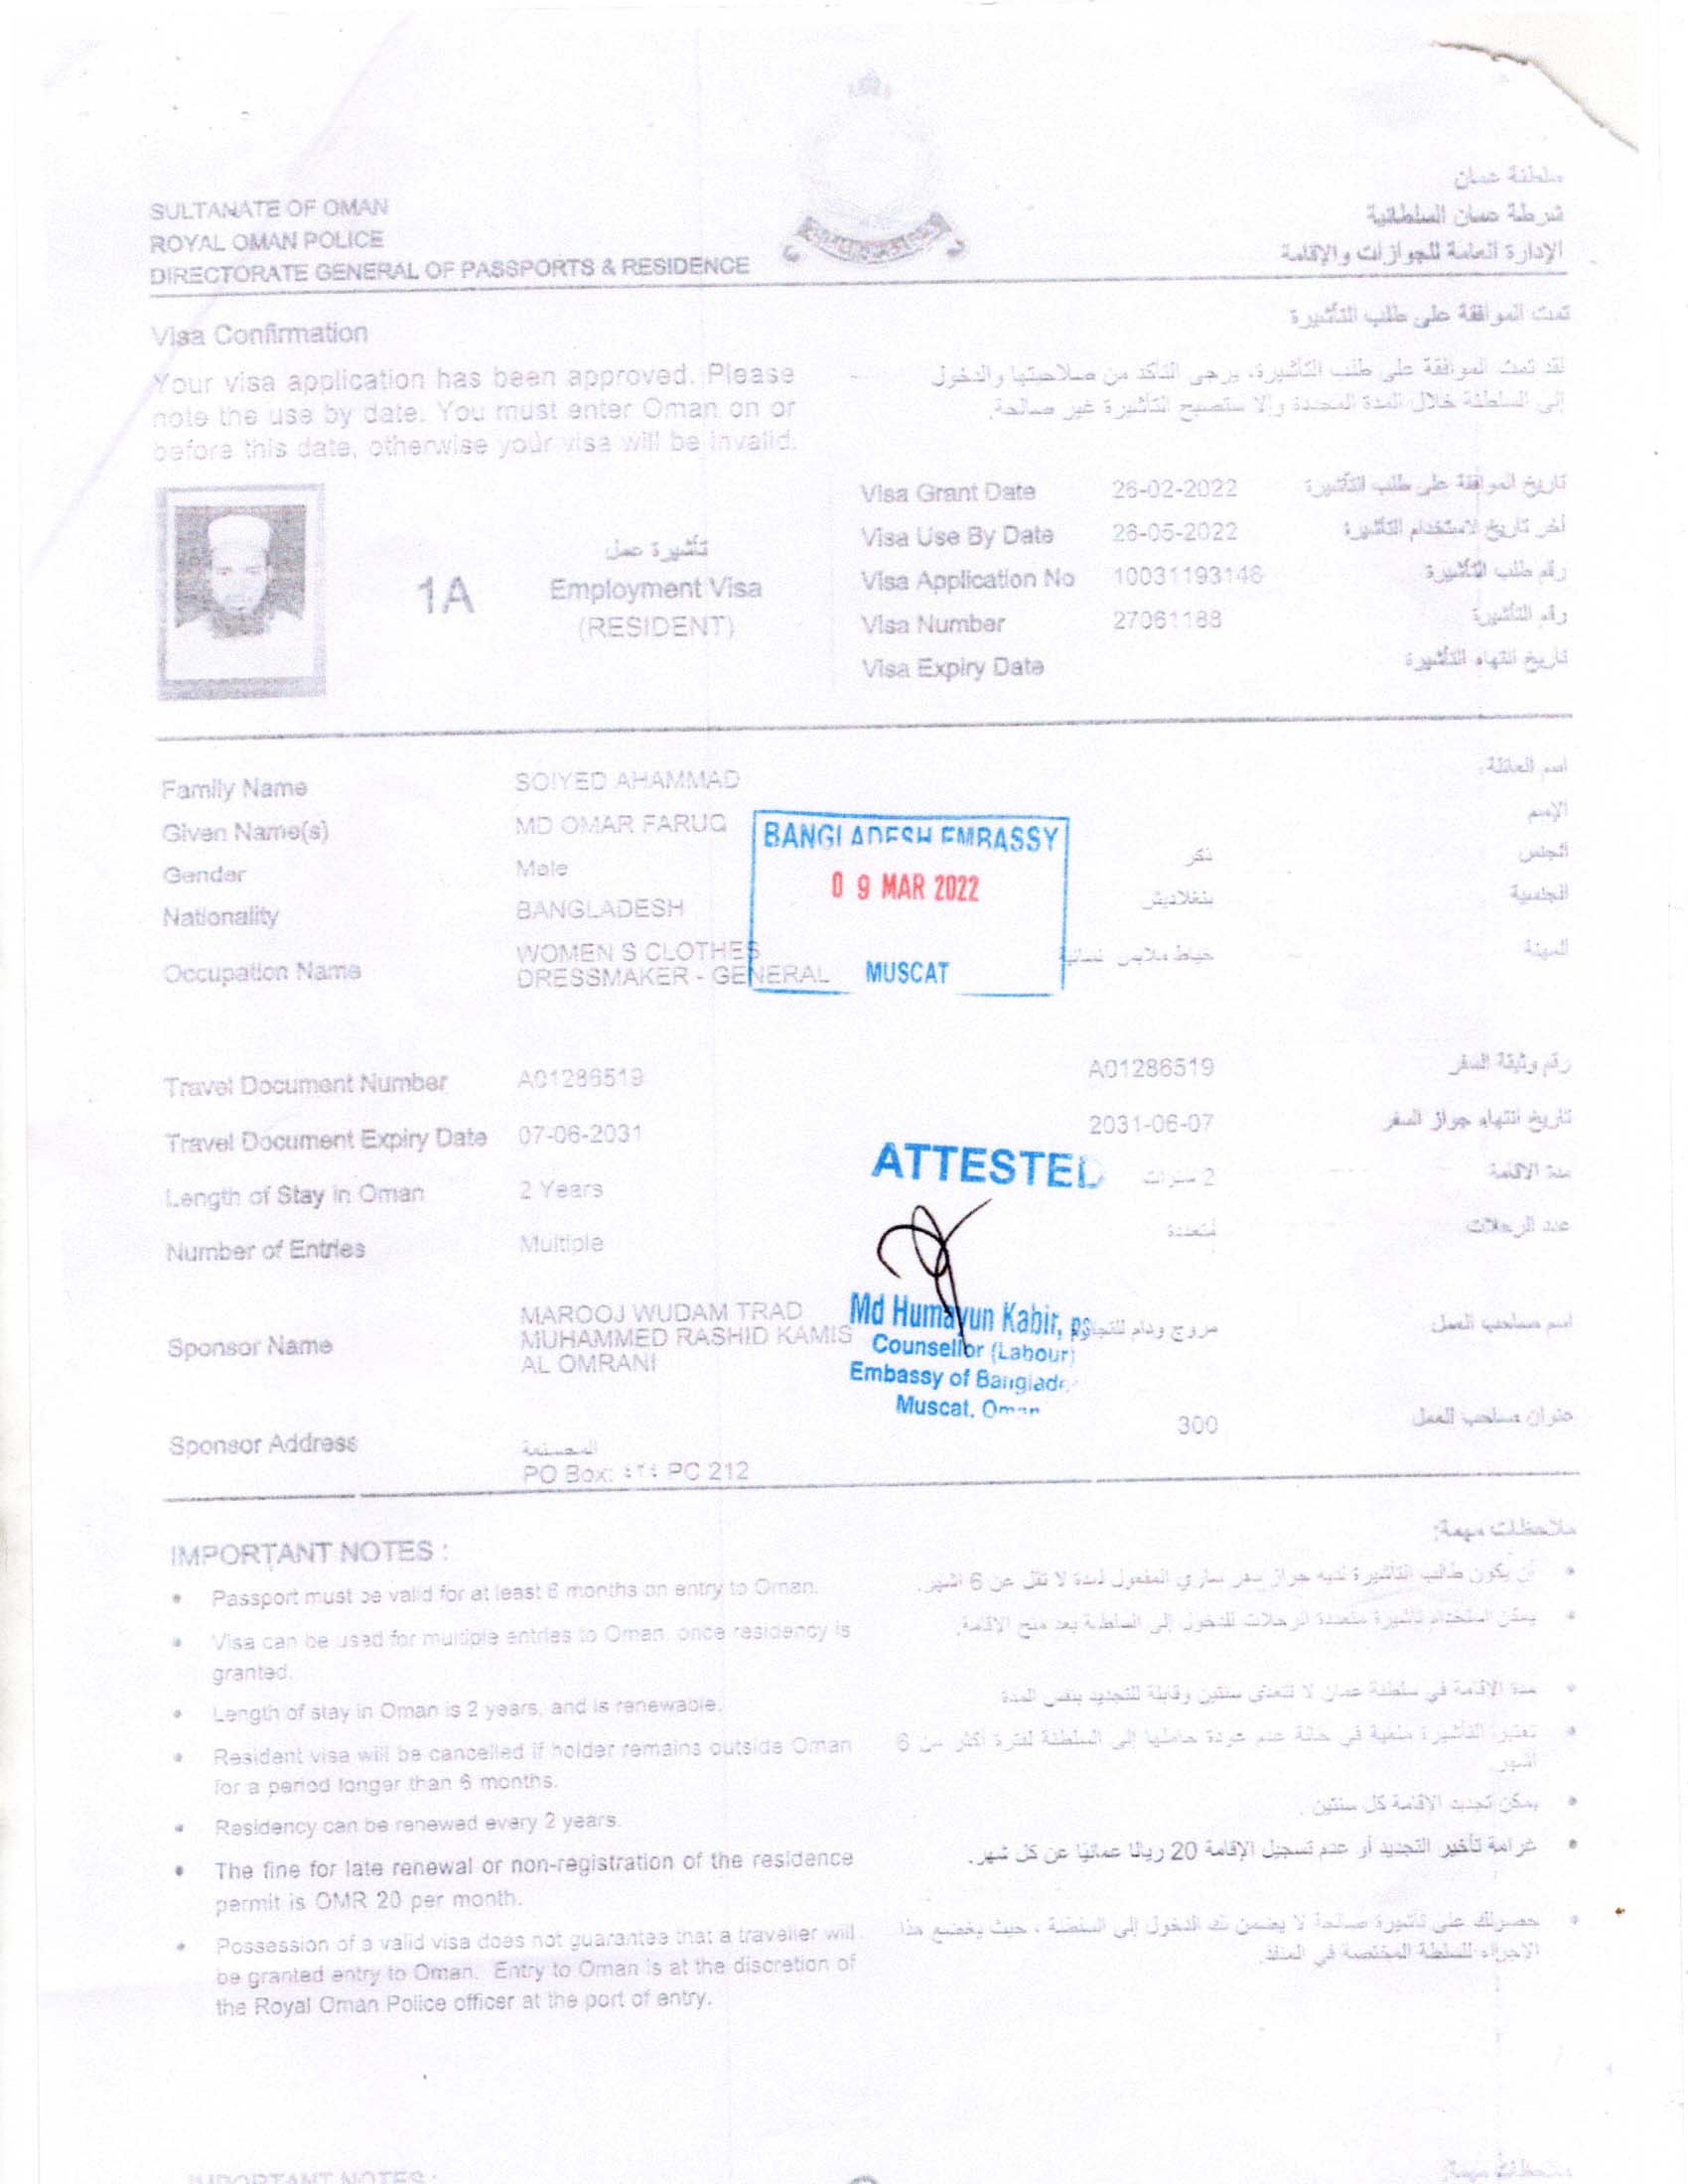 سلطنة عمان
شرطة عمان السلطانية
الإدارة العامة للجوازات والإقامة
SULTANATE OF OMAN
ROYAL OMAN POLICE
DIRECTORATE GENERAL OF PASSPORTS & RESIDENCE
Visa Confirmation
تمت الموافقة على طلب التأشيرة
Your visa application has been approved. Please
note the use by date. You must enter Oman on or
before this date, otherwise your visa will be invalid.
لقد تمت الموافقة على طلب التأشيرة، يرجى التأكد من صلاحيتها والدخول
إلى السلطنة خلال المدة المحددة وإلا ستصبح التأشيرة غير صالحة.
1A
تأشيرة عمل
Employment Visa
(RESIDENT)
Visa Grant Date 26-02-2022 تاريخ الموافقة على طلب التأشيرة
Visa Use By Date 26-05-2022 أخر تاريخ لاستخدام التأشيرة
Visa Application No 10031193146 رقم طلب التأشيرة
Visa Number 27061188 رقم التأشيرة
Visa Expiry Date تاريخ انتهاء التأشيرة
Family Name SOIYED AHAMMAD اسم العائلة
Given Name(s) MD OMAR FARUQ الإسم
Gender Male ذكر الجنس
Nationality BANGLADESH بنغلاديش الجنسية
Occupation Name WOMEN S CLOTHES
DRESSMAKER - GENERAL خياط ملابس نسائية المهنة
BANGLADESH EMBASSY
09 MAR 2022
MUSCAT
Travel Document Number A01286519 A01286519 رقم وثيقة السفر
Travel Document Expiry Date 07-06-2031 2031-06-07 تاريخ انتهاء جواز السفر
Length of Stay in Oman 2 Years 2 سنوات مدة الاقامة
Number of Entries Multiple متعددة عدد الرحلات
ATTESTED
Md Humayun Kabir,
Counsellor (Labour)
Embassy of Banglade
Muscat, Oman
Sponsor Name MAROOJ WUDAM TRAD
MUHAMMED RASHID KAMIS
AL OMRANI
مروج ودام للتجارة اسم صاحب العمل
Sponsor Address المصنعة
PO Box: ٤٢٤ PC 212
300 عنوان صاحب العمل
IMPORTANT NOTES :
• Passport must be valid for at least 6 months on entry to Oman.
• Visa can be used for multiple entries to Oman, once residency is
granted.
• Length of stay in Oman is 2 years, and is renewable.
• Resident visa will be cancelled if holder remains outside Oman
for a period longer than 6 months.
• Residency can be renewed every 2 years.
• The fine for late renewal or non-registration of the residence
permit is OMR 20 per month.
• Possession of a valid visa does not guarantee that a traveller will
be granted entry to Oman. Entry to Oman is at the discretion of
the Royal Oman Police officer at the port of entry.
ملاحظات مهمة:
• أن يكون طالب التأشيرة لديه جواز سفر ساري المفعول لمدة لا تقل عن 6 أشهر.
• يمكن استخدام تأشيرة متعددة الرحلات للدخول إلى السلطنة بعد منح الإقامة.
• مدة الاقامة في سلطنة عمان لا تتعدى سنتين وقابلة للتجديد بنفس المدة
• تعتبر التأشيرة ملغية في حالة عدم عودة حاملها إلى السلطنة لفترة أكثر من 6
أشهر.
• يمكن تجديد الإقامة كل سنتين .
• غرامة تأخير التجديد أو عدم تسجيل الإقامة 20 ريالا عمانيا عن كل شهر.
• حصولك على تأشيرة صالحة لا يضمن لك الدخول إلى السلطنة ، حيث يخضع هذا
الإجراء للسلطة المختصة في المنفذ.
IMPORTANT NOTES :